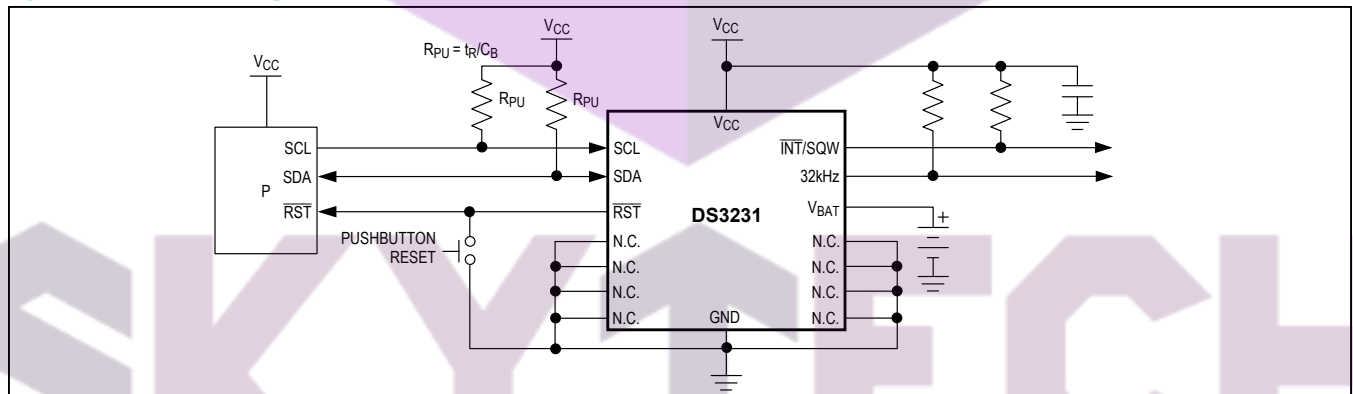 VCC
VCC
VCC
RPU = tR/CB
RPU
RPU
VCC
SCL
SCL
INT/SQW
SDA
SDA
32kHz
P
RST
RST
DS3231
VBAT
+
PUSHBUTTON
RESET
N.C.
N.C.
N.C.
N.C.
N.C.
N.C.
N.C.
N.C.
GND
SKYTECH